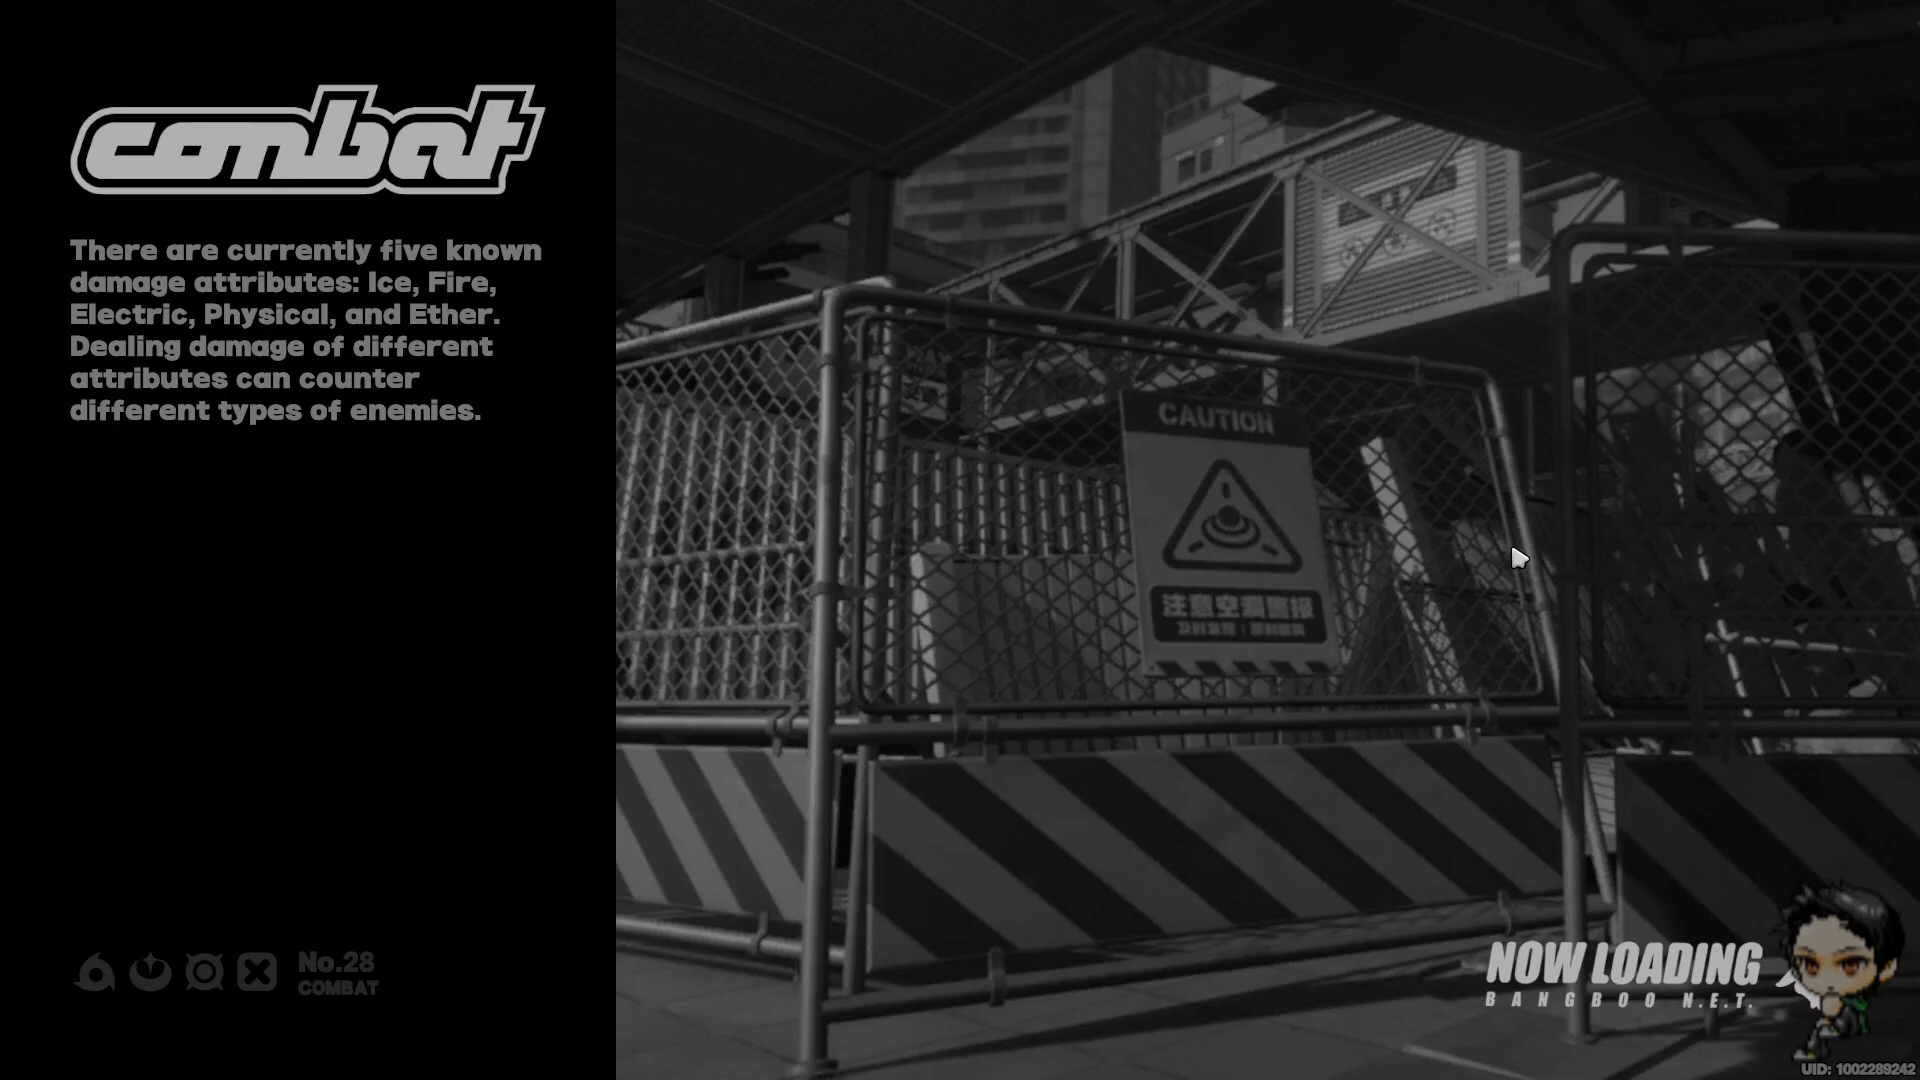 combat
There are currently five known
damage attributes: Ice, Fire,
Electric, Physical, and Ether.
Dealing damage of different
attributes can counter
different types of enemies.
CAUTION
注意空洞警报
No.28
COMBAT
NOW LOADING
BANGBOO N.E.T.
UID: 1002289242